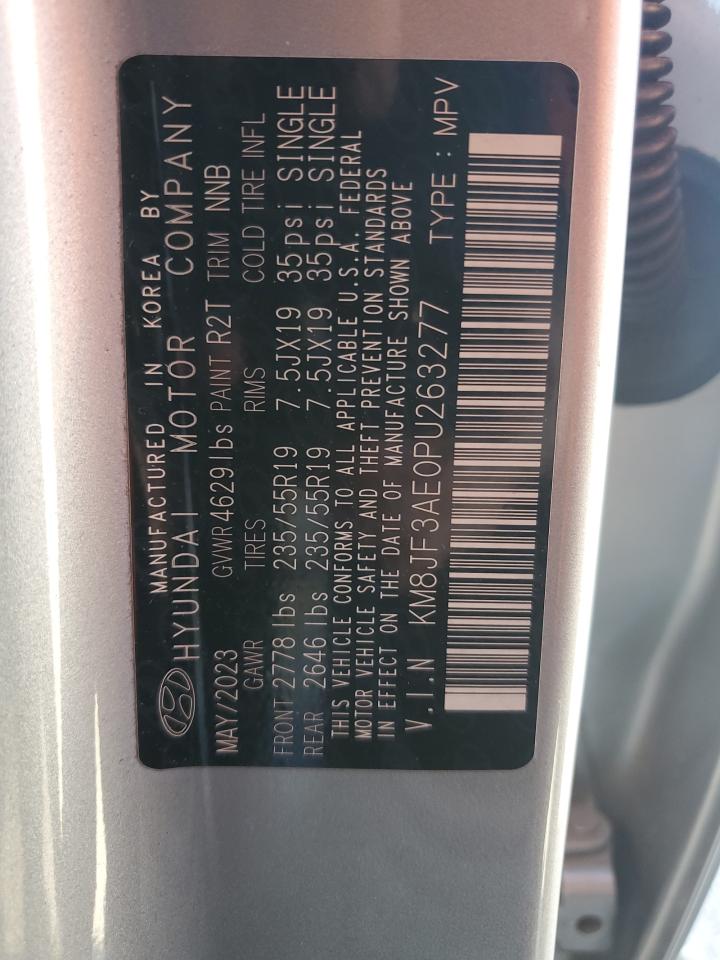 MANUFACTURED IN KOREA BY
HYUNDAI MOTOR COMPANY
MAY/2023 GVWR 4629lbs PAINT R2T TRIM NNB
GAWR TIRES RIMS COLD TIRE INFL
FRONT 2778 lbs 235/55R19 7.5JX19 35psi SINGLE
REAR 2646 lbs 235/55R19 7.5JX19 35psi SINGLE
THIS VEHICLE CONFORMS TO ALL APPLICABLE U.S.A. FEDERAL
MOTOR VEHICLE SAFETY AND THEFT PREVENTION STANDARDS
IN EFFECT ON THE DATE OF MANUFACTURE SHOWN ABOVE
V.I.N KM8JF3AE0PU263277 TYPE : MPV